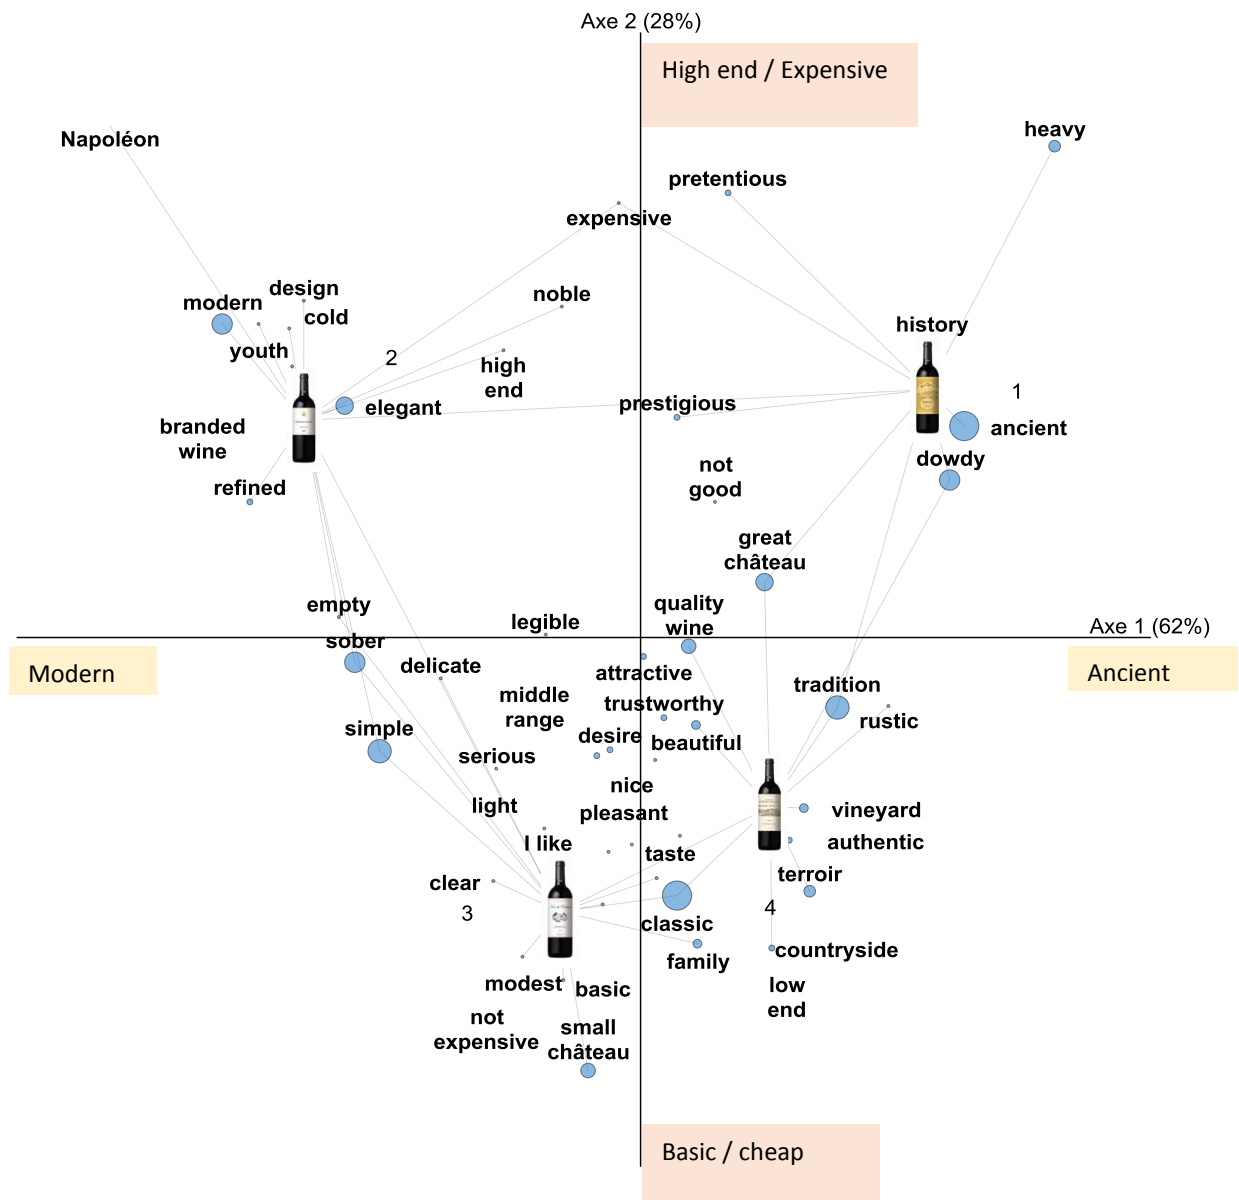 Axe 2 (28%)
High end / Expensive
heavy
Napoléon
pretentious
expensive
design
noble
modern
cold
history
youth
2
high
end
1
elegant
prestigious
branded
wine
ancient
dowdy
not
good
refined
great
château
empty
legible
quality
wine
Axe 1 (62%)
sober
delicate
attractive
Modern
Ancient
tradition
middle
range
trustworthy
rustic
simple
desire
beautiful
serious
nice
light
pleasant
vineyard
I like
taste
authentic
clear
terroir
3
4
classic
family
countryside
modest
basic
low
end
not
expensive
small
château
Basic / cheap